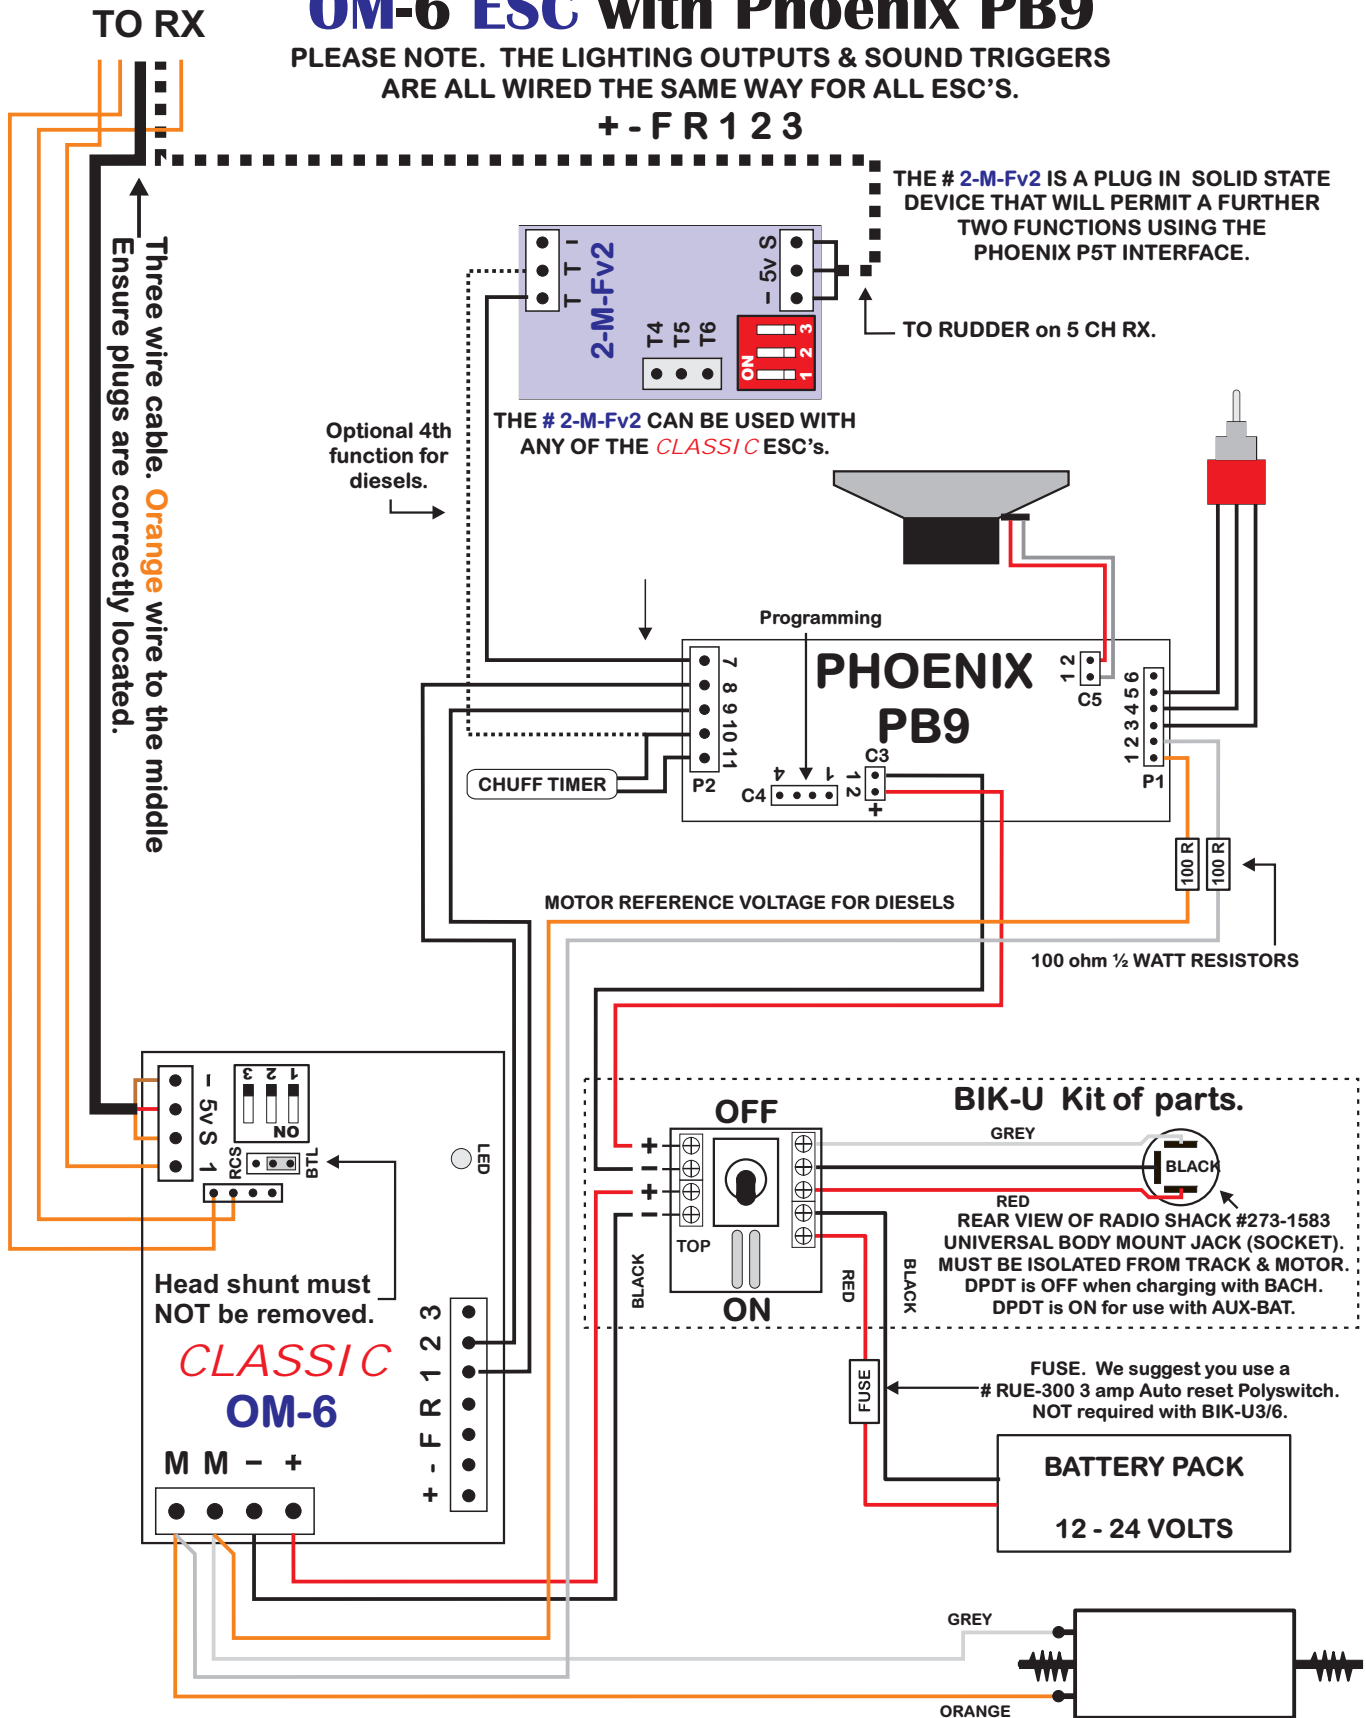 TO RX
OM-6 ESC with Phoenix PB9
PLEASE NOTE. THE LIGHTING OUTPUTS & SOUND TRIGGERS
ARE ALL WIRED THE SAME WAY FOR ALL ESC'S.
+ - F R 1 2 3
THE # 2-M-Fv2 IS A PLUG IN SOLID STATE
DEVICE THAT WILL PERMIT A FURTHER
TWO FUNCTIONS USING THE
PHOENIX P5T INTERFACE.
Three wire cable. Orange wire to the middle
Ensure plugs are correctly located.
T T -
2-M-Fv2
- 5v S
T4
T5
T6
ON
1 2 3
TO RUDDER on 5 CH RX.
THE # 2-M-Fv2 CAN BE USED WITH
ANY OF THE CLASSIC ESC's.
Optional 4th
function for
diesels.
Programming
PHOENIX
PB9
7 8 9 10 11
P2
CHUFF TIMER
C4
4 1
C3
1 2
+
1 2
C5
1 2 3 4 5 6
P1
100 R
100 R
MOTOR REFERENCE VOLTAGE FOR DIESELS
100 ohm ½ WATT RESISTORS
- 5v S 1
1 2 3
ON
RCS
BTL
LED
Head shunt must
NOT be removed.
CLASSIC
OM-6
+ - F R 1 2 3
M M - +
BIK-U Kit of parts.
OFF
GREY
+
-
+
-
BLACK
RED
TOP
ON
BLACK
RED
BLACK
REAR VIEW OF RADIO SHACK #273-1583
UNIVERSAL BODY MOUNT JACK (SOCKET).
MUST BE ISOLATED FROM TRACK & MOTOR.
DPDT is OFF when charging with BACH.
DPDT is ON for use with AUX-BAT.
FUSE
FUSE. We suggest you use a
# RUE-300 3 amp Auto reset Polyswitch.
NOT required with BIK-U3/6.
BATTERY PACK
12 - 24 VOLTS
GREY
ORANGE